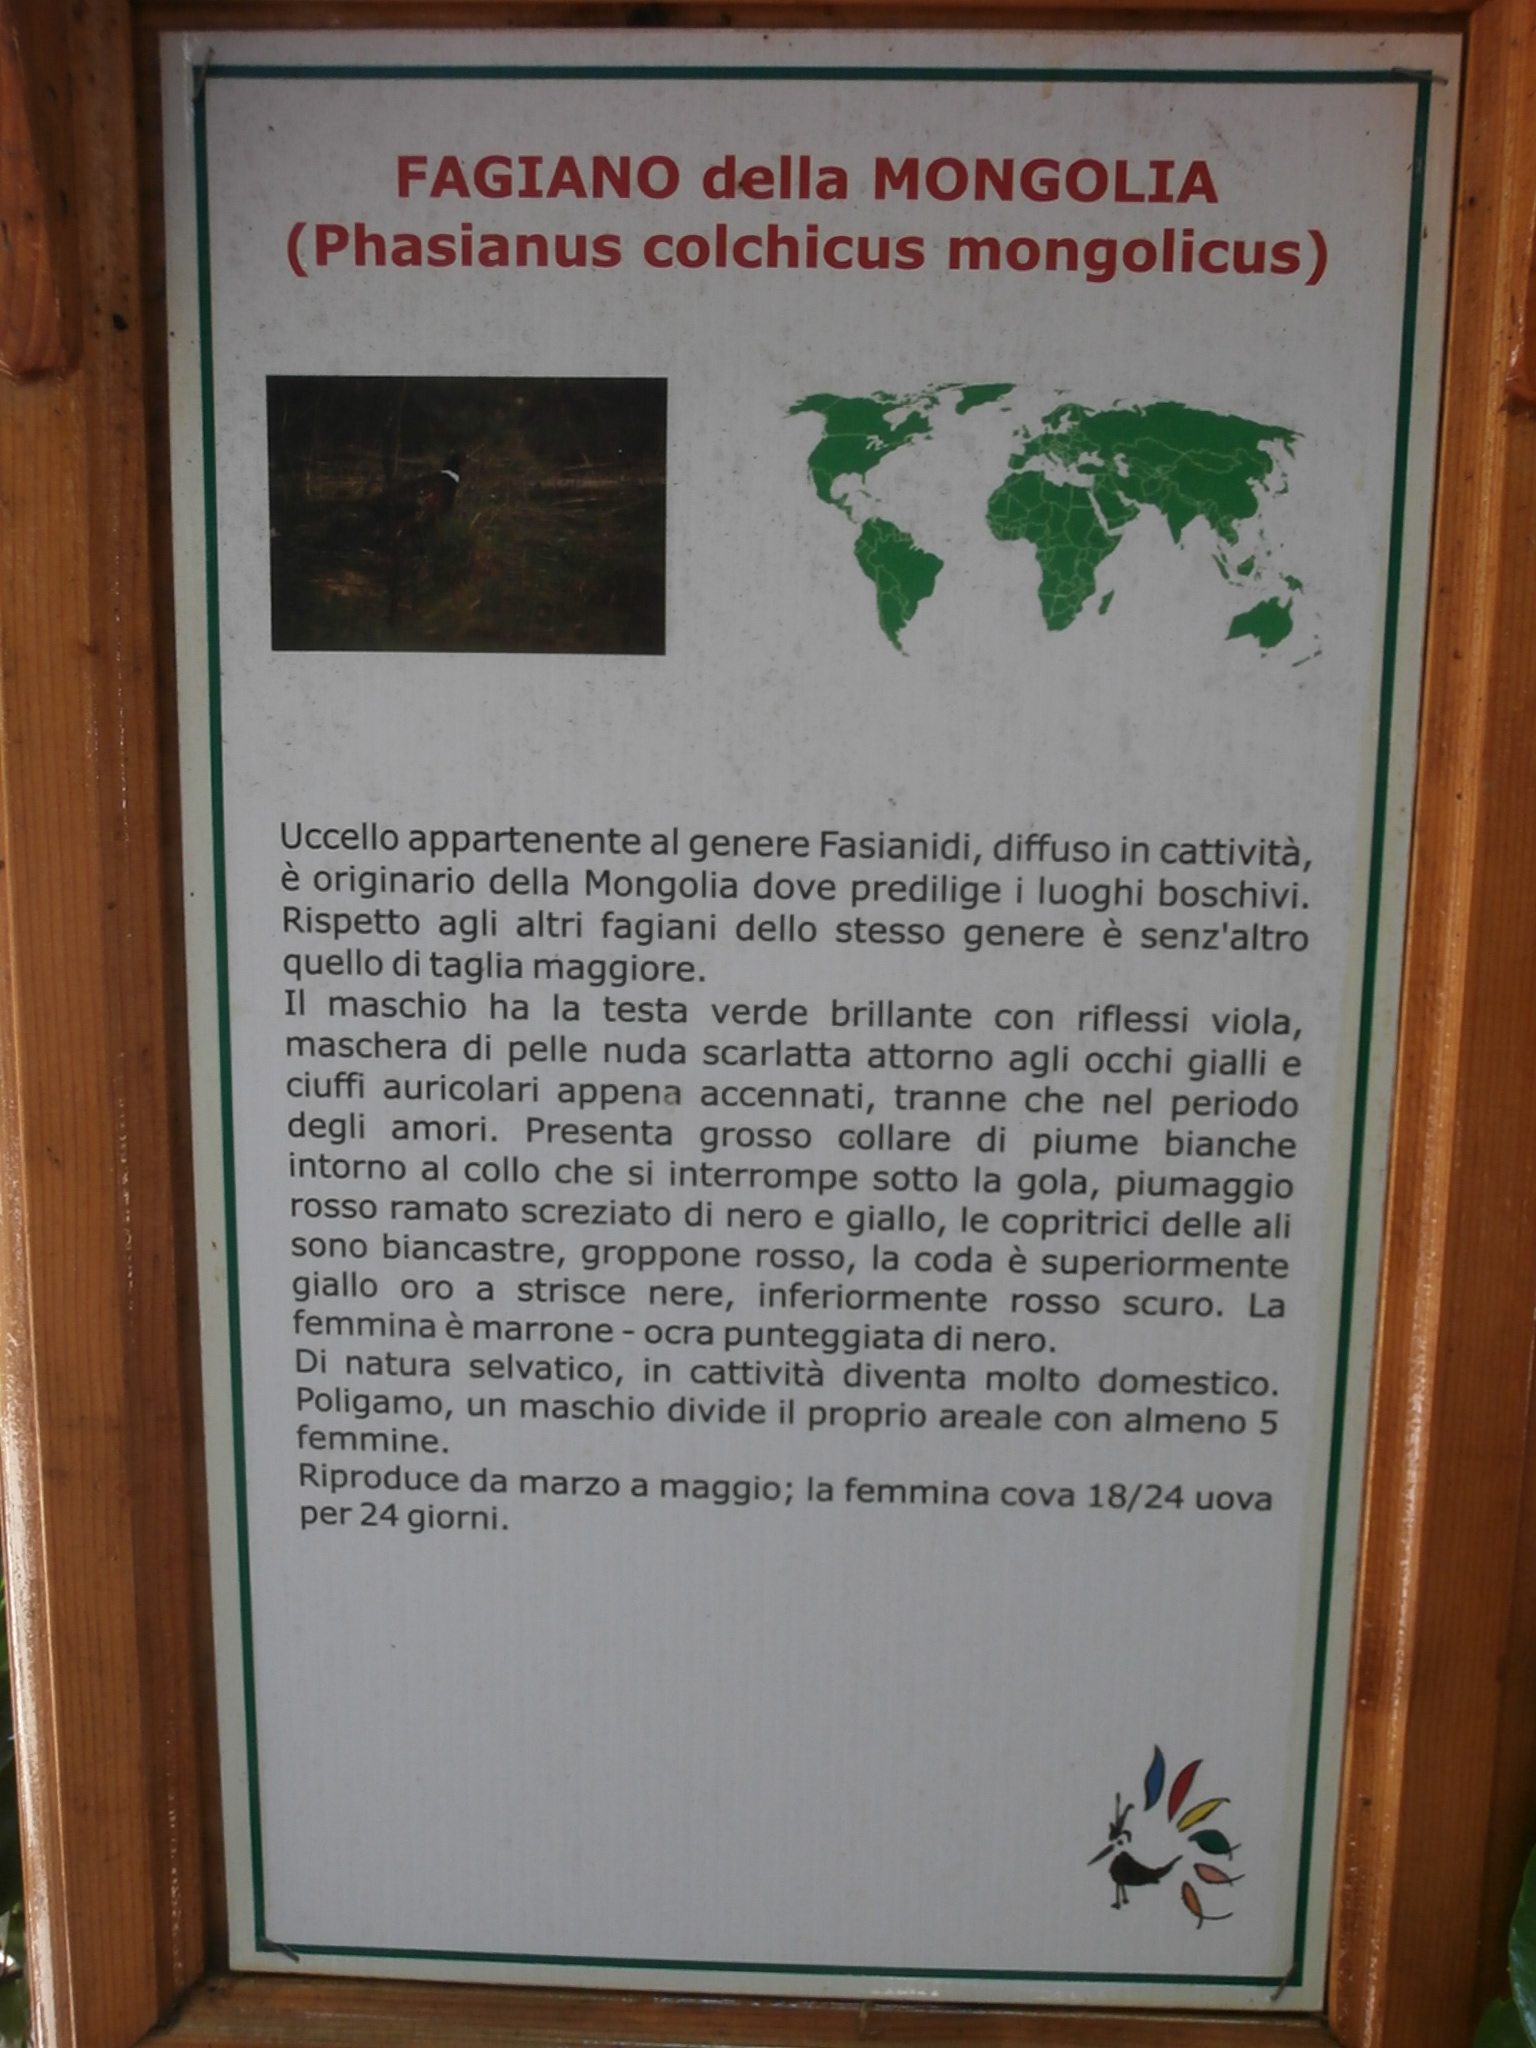 FAGIANO della MONGOLIA
(Phasianus colchicus mongolicus)
Uccello appartenente al genere Fasianidi, diffuso in cattività,
è originario della Mongolia dove predilige i luoghi boschivi.
Rispetto agli altri fagiani dello stesso genere è senz'altro
quello di taglia maggiore.
Il maschio ha la testa verde brillante con riflessi viola,
maschera di pelle nuda scarlatta attorno agli occhi gialli e
ciuffi auricolari appena accennati, tranne che nel periodo
degli amori. Presenta grosso collare di piume bianche
intorno al collo che si interrompe sotto la gola, piumaggio
rosso ramato screziato di nero e giallo, le copritrici delle ali
sono biancastre, groppone rosso, la coda è superiormente
giallo oro a strisce nere, inferiormente rosso scuro. La
femmina è marrone - ocra punteggiata di nero.
Di natura selvatico, in cattività diventa molto domestico.
Poligamo, un maschio divide il proprio areale con almeno 5
femmine.
Riproduce da marzo a maggio; la femmina cova 18/24 uova
per 24 giorni.